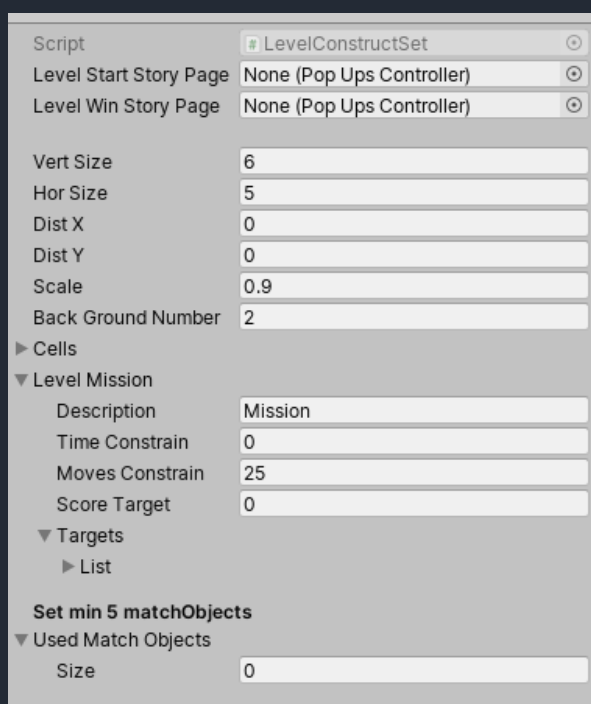 Script # LevelConstructSet
Level Start Story Page None (Pop Ups Controller)
Level Win Story Page None (Pop Ups Controller)
Vert Size 6
Hor Size 5
Dist X 0
Dist Y 0
Scale 0.9
Back Ground Number 2
Cells
Level Mission
Description Mission
Time Constrain 0
Moves Constrain 25
Score Target 0
Targets
List
Set min 5 matchObjects
Used Match Objects
Size 0